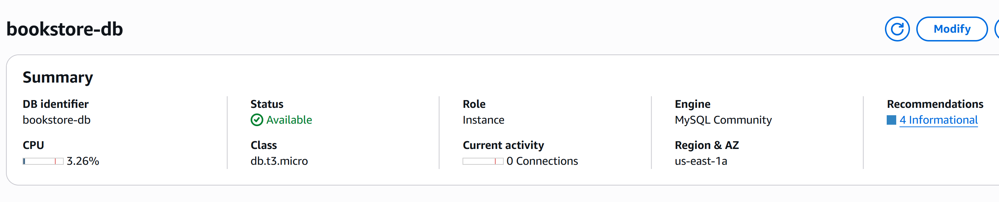 bookstore-db
Modify
Summary
DB identifier
bookstore-db
CPU
3.26%
Status
Available
Class
db.t3.micro
Role
Instance
Current activity
0 Connections
Engine
MySQL Community
Region & AZ
us-east-1a
Recommendations
4 Informational